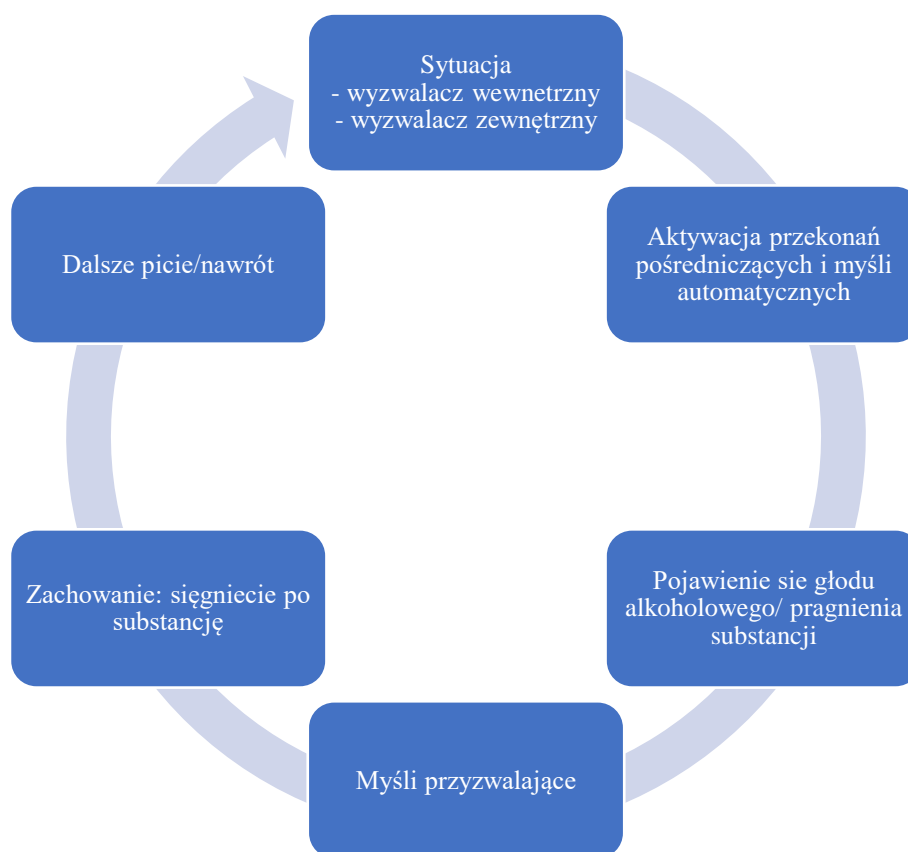 Sytuacja
- wyzwalacz wewnetrzny
- wyzwalacz zewnętrzny
Aktywacja przekonań
pośredniczących i myśli
automatycznych
Pojawienie sie głodu
alkoholowego/ pragnienia
substancji
Myśli przyzwalające
Zachowanie: sięgniecie po
substancję
Dalsze picie/nawrót